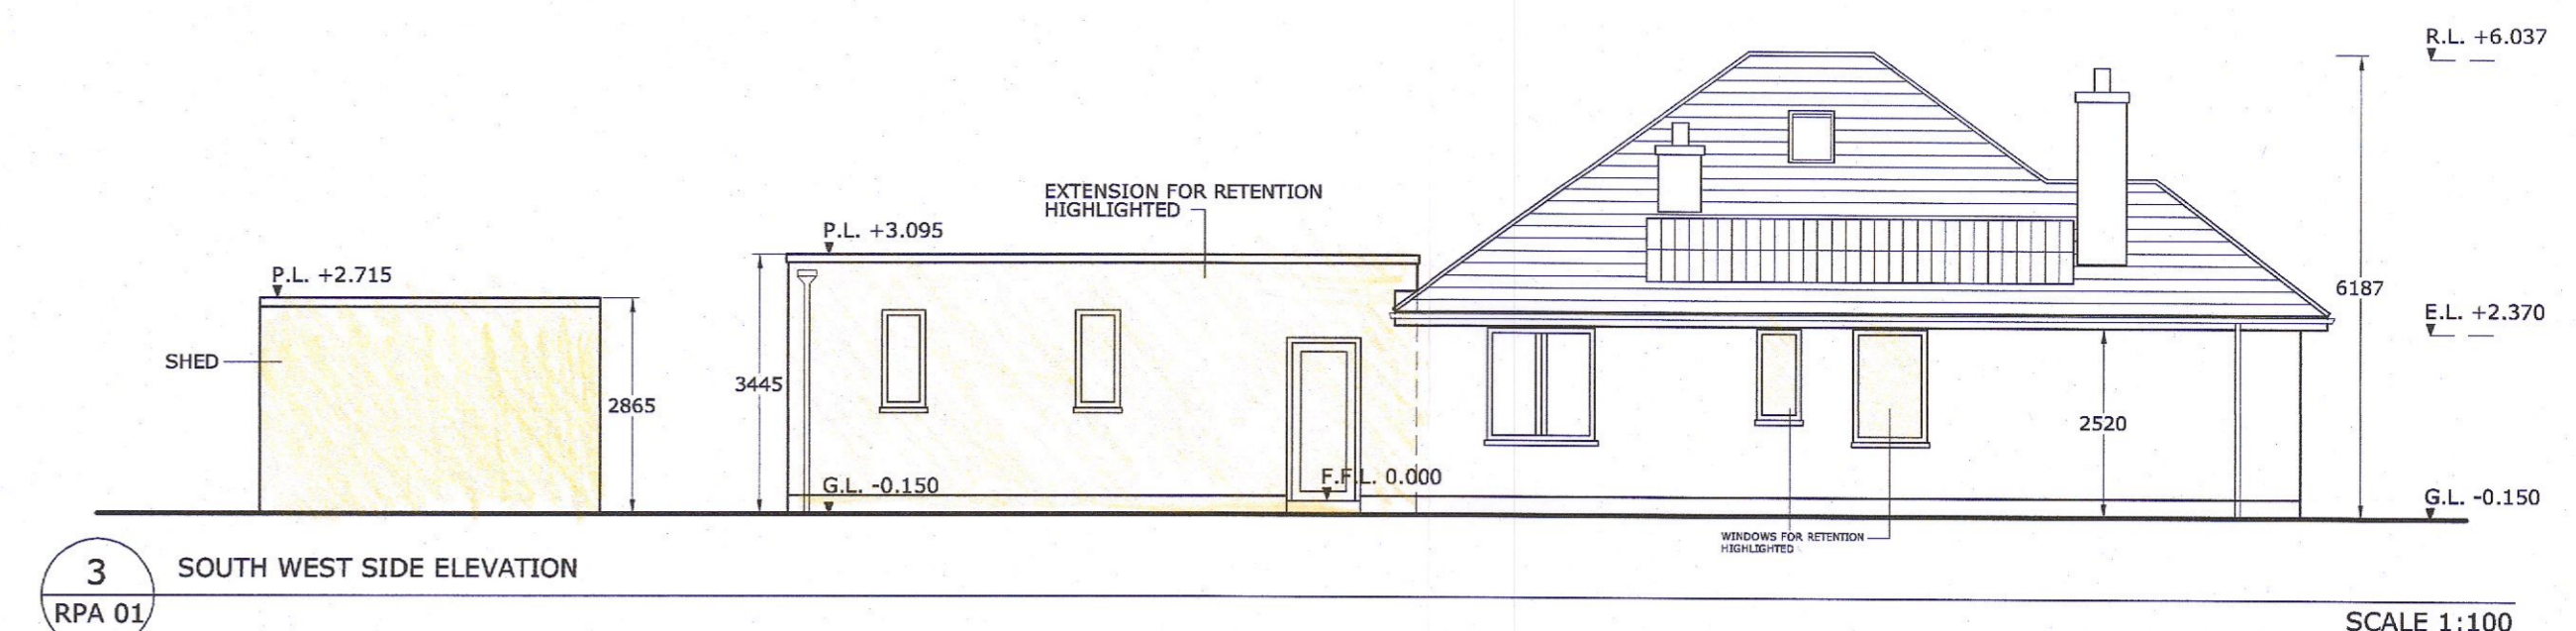 R.L. +6.037
EXTENSION FOR RETENTION
HIGHLIGHTED
P.L. +3.095
P.L. +2.715
6187
E.L. +2.370
SHED
3445
2865
2520
F.F.L. 0.000
G.L. -0.150
G.L. -0.150
WINDOWS FOR RETENTION
HIGHLIGHTED
3
SOUTH WEST SIDE ELEVATION
RPA 01
SCALE 1:100